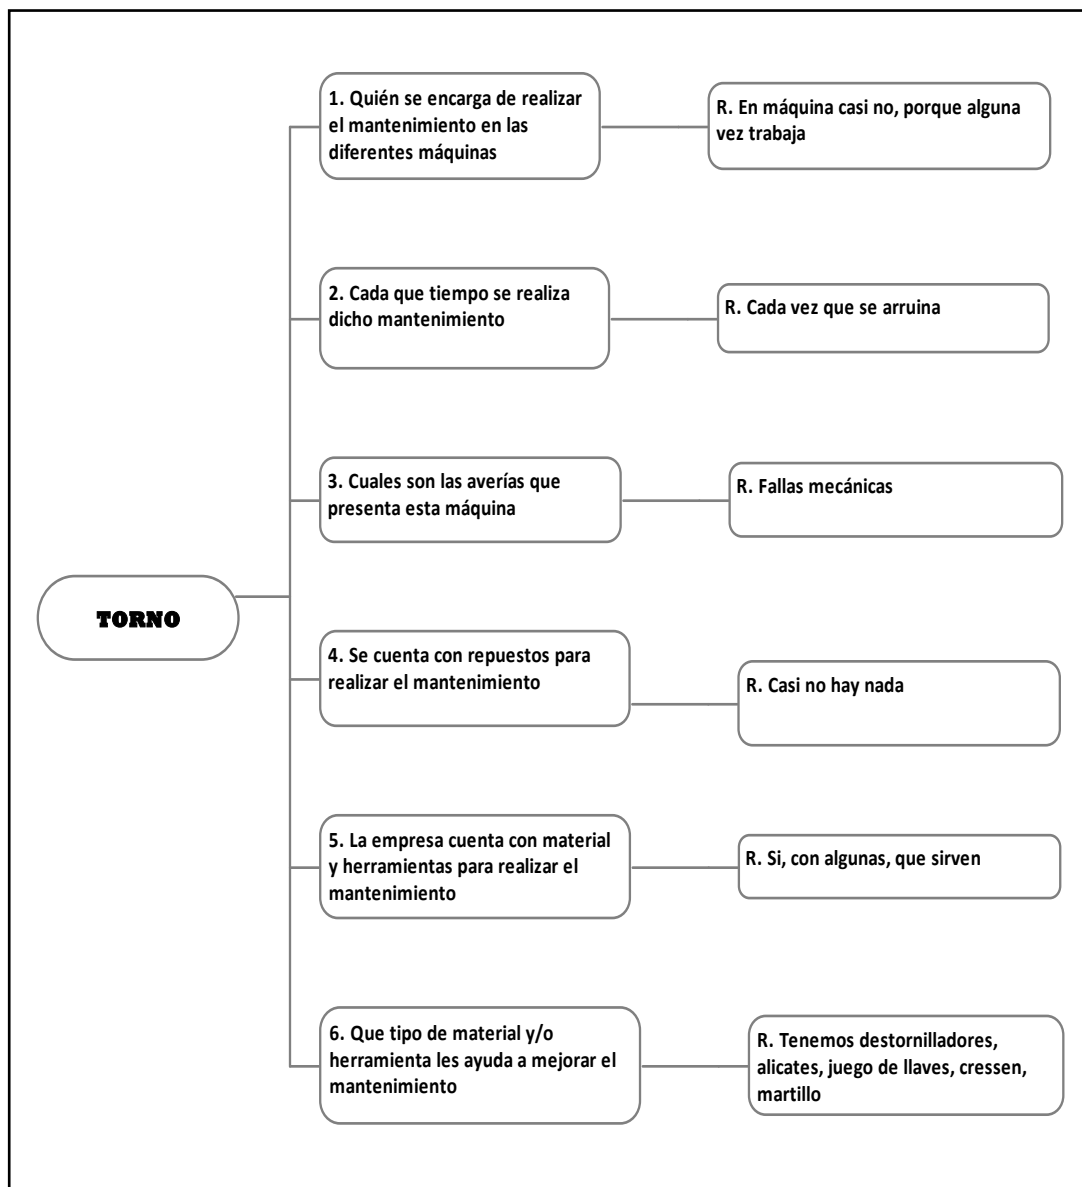 1. Quién se encarga de realizar
el mantenimiento en las
diferentes máquinas
R. En máquina casi no, porque alguna
vez trabaja
2. Cada que tiempo se realiza
dicho mantenimiento
R. Cada vez que se arruina
3. Cuales son las averías que
presenta esta máquina
R. Fallas mecánicas
TORNO
4. Se cuenta con repuestos para
realizar el mantenimiento
R. Casi no hay nada
5. La empresa cuenta con material
y herramientas para realizar el
mantenimiento
R. Si, con algunas, que sirven
6. Que tipo de material y/o
herramienta les ayuda a mejorar el
mantenimiento
R. Tenemos destornilladores,
alicates, juego de llaves, cressen,
martillo